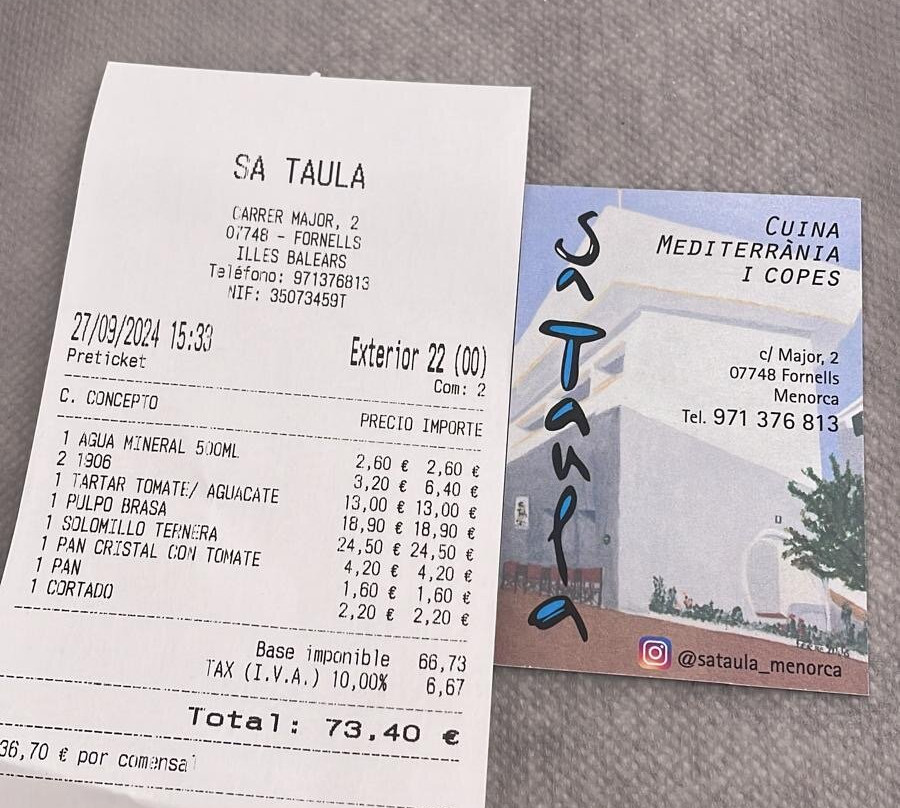 SA TAULA
CARRER MAJOR, 2
07748 - FORNELLS
ILLES BALEARS
Teléfono: 971376813
NIF: 35073459T
27/09/2024 15:33 Exterior 22 (00)
Preticket Com: 2
C. CONCEPTO PRECIO IMPORTE
1 AGUA MINERAL 500ML 2,60 € 2,60 €
2 1906 3,20 € 6,40 €
1 TARTAR TOMATE/ AGUACATE 13,00 € 13,00 €
1 PULPO BRASA 18,90 € 18,90 €
1 SOLOMILLO TERNERA 24,50 € 24,50 €
1 PAN CRISTAL CON TOMATE 4,20 € 4,20 €
1 PAN 1,60 € 1,60 €
1 CORTADO 2,20 € 2,20 €
Base imponible 66,73
TAX (I.V.A.) 10,00% 6,67
Total: 73,40 €
36,70 € por comensal
Sa Taula
CUINA
MEDITERRÀNIA
I COPES
c/ Major, 2
07748 Fornells
Menorca
Tel. 971 376 813
@sataula_menorca